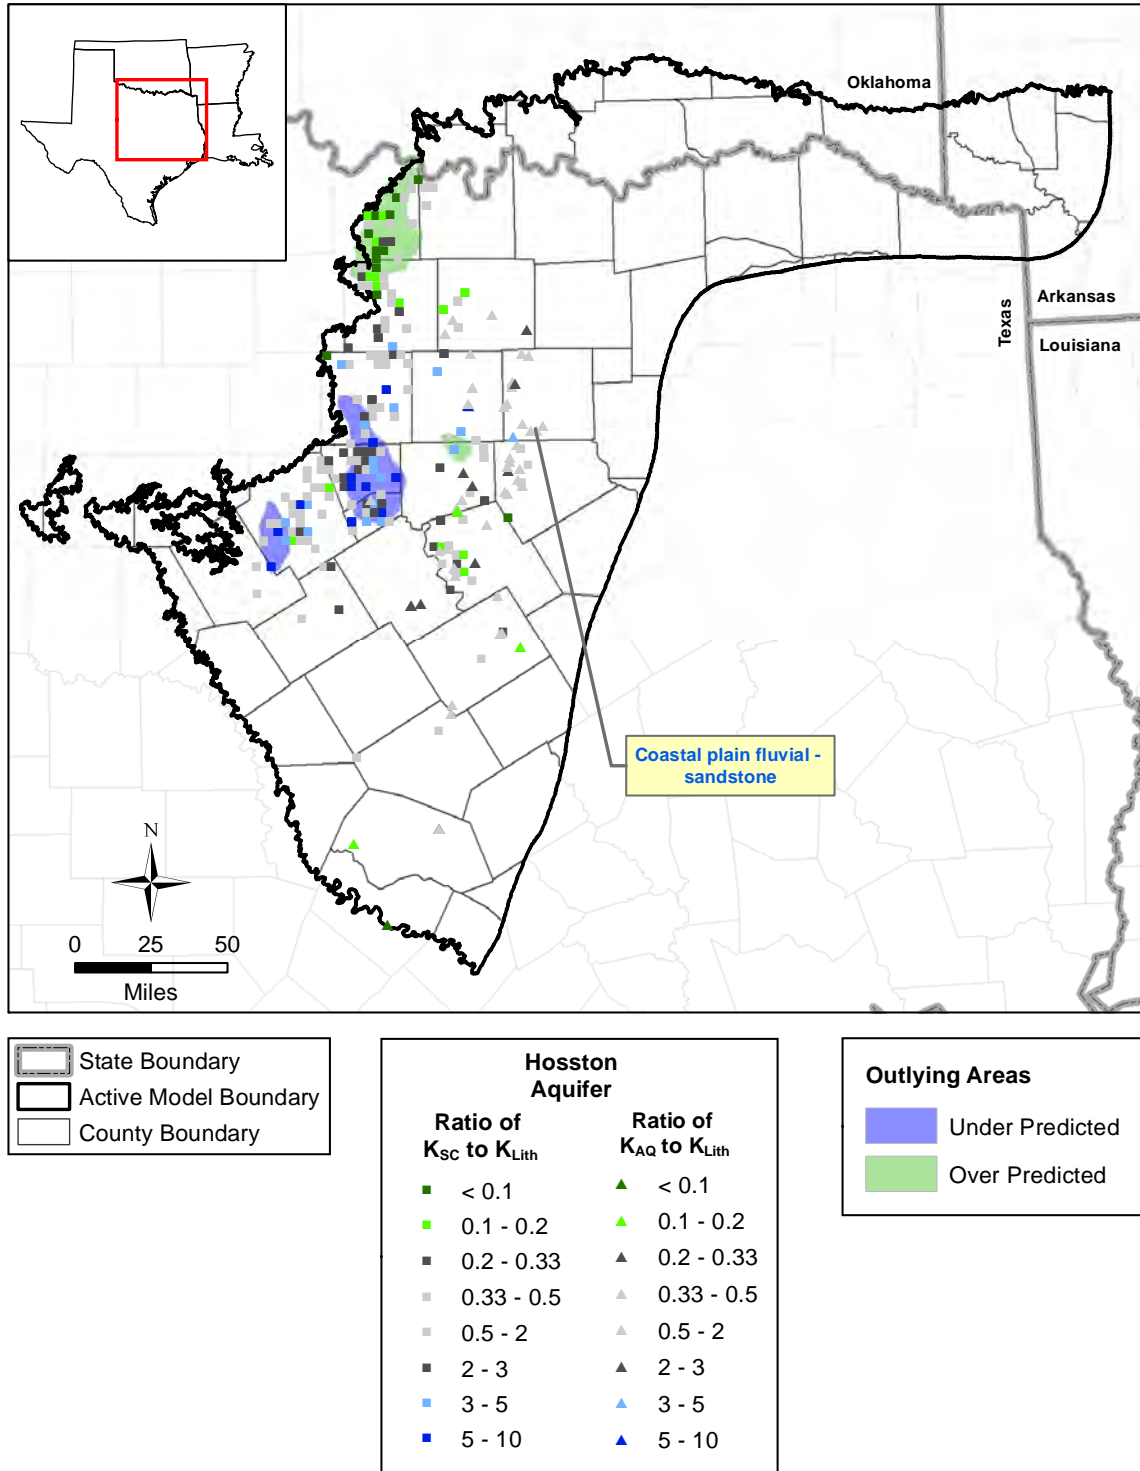 Oklahoma
Texas
Arkansas
Louisiana
Coastal plain fluvial -
sandstone
N
0 25 50
Miles
State Boundary
Active Model Boundary
County Boundary
Hosston
Aquifer
Ratio of
K_SC to K_Lith
< 0.1
0.1 - 0.2
0.2 - 0.33
0.33 - 0.5
0.5 - 2
2 - 3
3 - 5
5 - 10
Ratio of
K_AQ to K_Lith
< 0.1
0.1 - 0.2
0.2 - 0.33
0.33 - 0.5
0.5 - 2
2 - 3
3 - 5
5 - 10
Outlying Areas
Under Predicted
Over Predicted